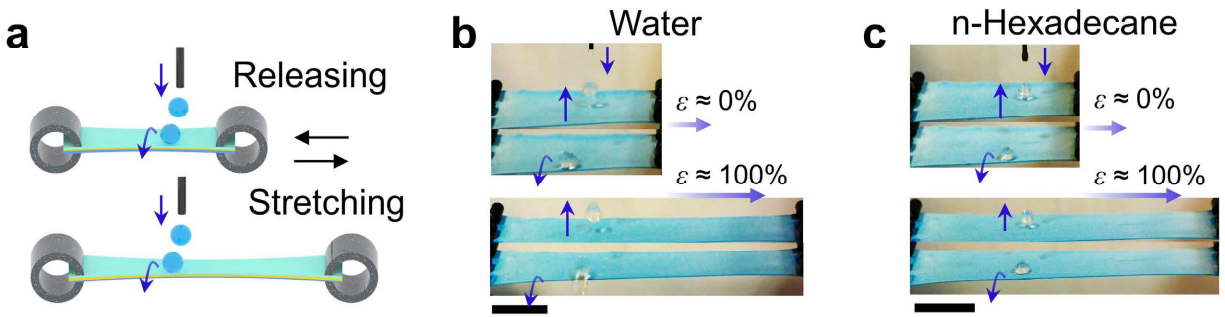 a
Releasing
Stretching
b
Water
ε ≈ 0%
ε ≈ 100%
c
n-Hexadecane
ε ≈ 0%
ε ≈ 100%